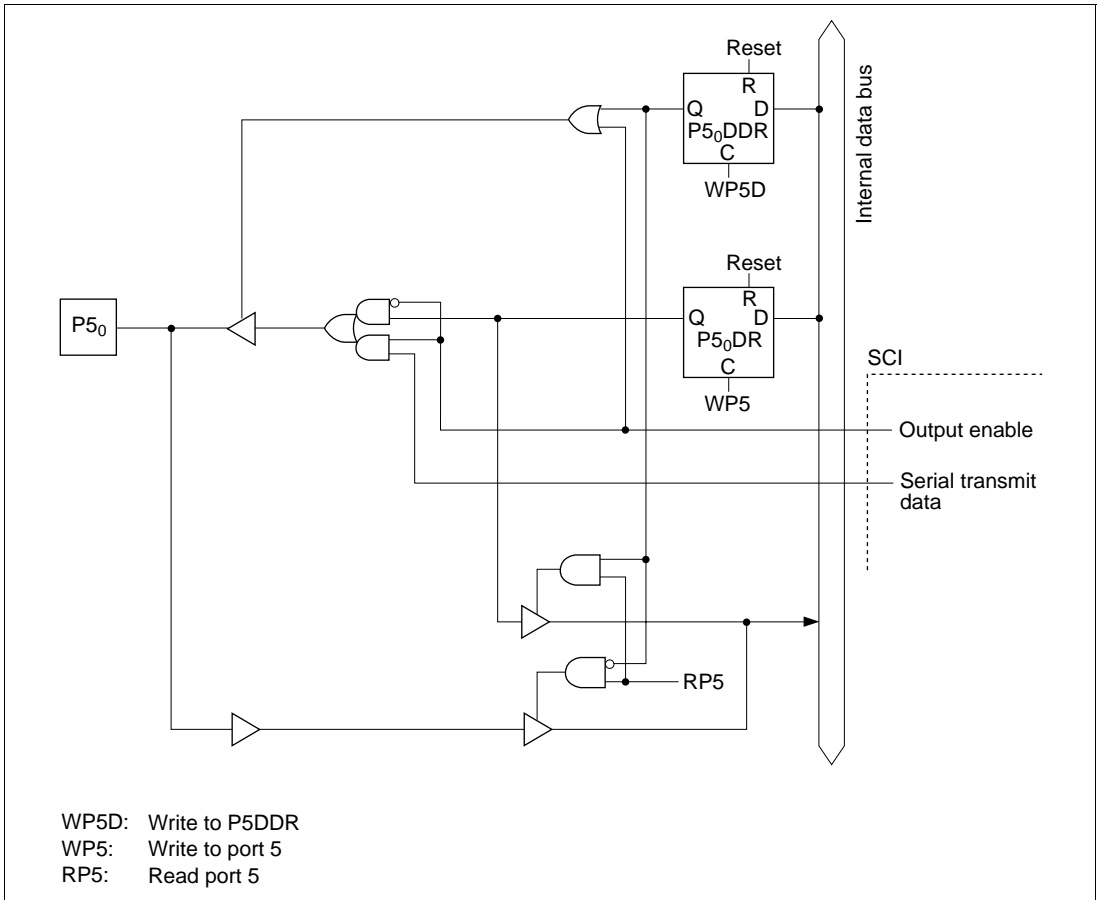 Reset
R
Q D
P5₀DDR
C
WP5D
Internal data bus
Reset
R
P5₀
Q D
P5₀DR
C
WP5
SCI
Output enable
Serial transmit
data
RP5
WP5D: Write to P5DDR
WP5: Write to port 5
RP5: Read port 5